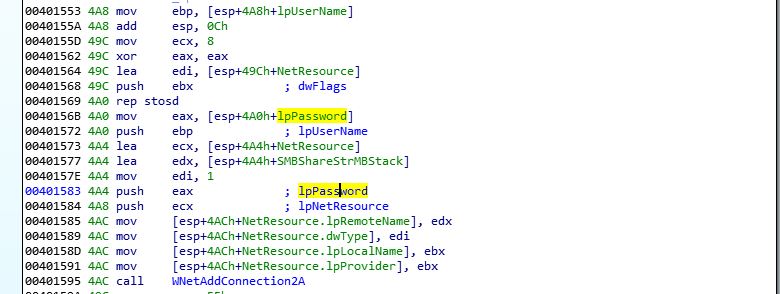 00401553 4A8 mov     ebp, [esp+4A8h+lpUserName]
0040155A 4A8 add     esp, 0Ch
0040155D 49C mov     ecx, 8
00401562 49C xor     eax, eax
00401564 49C lea     edi, [esp+49Ch+NetResource]
00401568 49C push    ebx             ; dwFlags
00401569 4A0 rep stosd
0040156B 4A0 mov     eax, [esp+4A0h+lpPassword]
00401572 4A0 push    ebp             ; lpUserName
00401573 4A4 lea     ecx, [esp+4A4h+NetResource]
00401577 4A4 lea     edx, [esp+4A4h+SMBShareStrMBStack]
0040157E 4A4 mov     edi, 1
00401583 4A4 push    eax             ; lpPassword
00401584 4A8 push    ecx             ; lpNetResource
00401585 4AC mov     [esp+4ACh+NetResource.lpRemoteName], edx
00401589 4AC mov     [esp+4ACh+NetResource.dwType], edi
0040158D 4AC mov     [esp+4ACh+NetResource.lpLocalName], ebx
00401591 4AC mov     [esp+4ACh+NetResource.lpProvider], ebx
00401595 4AC call    WNetAddConnection2A